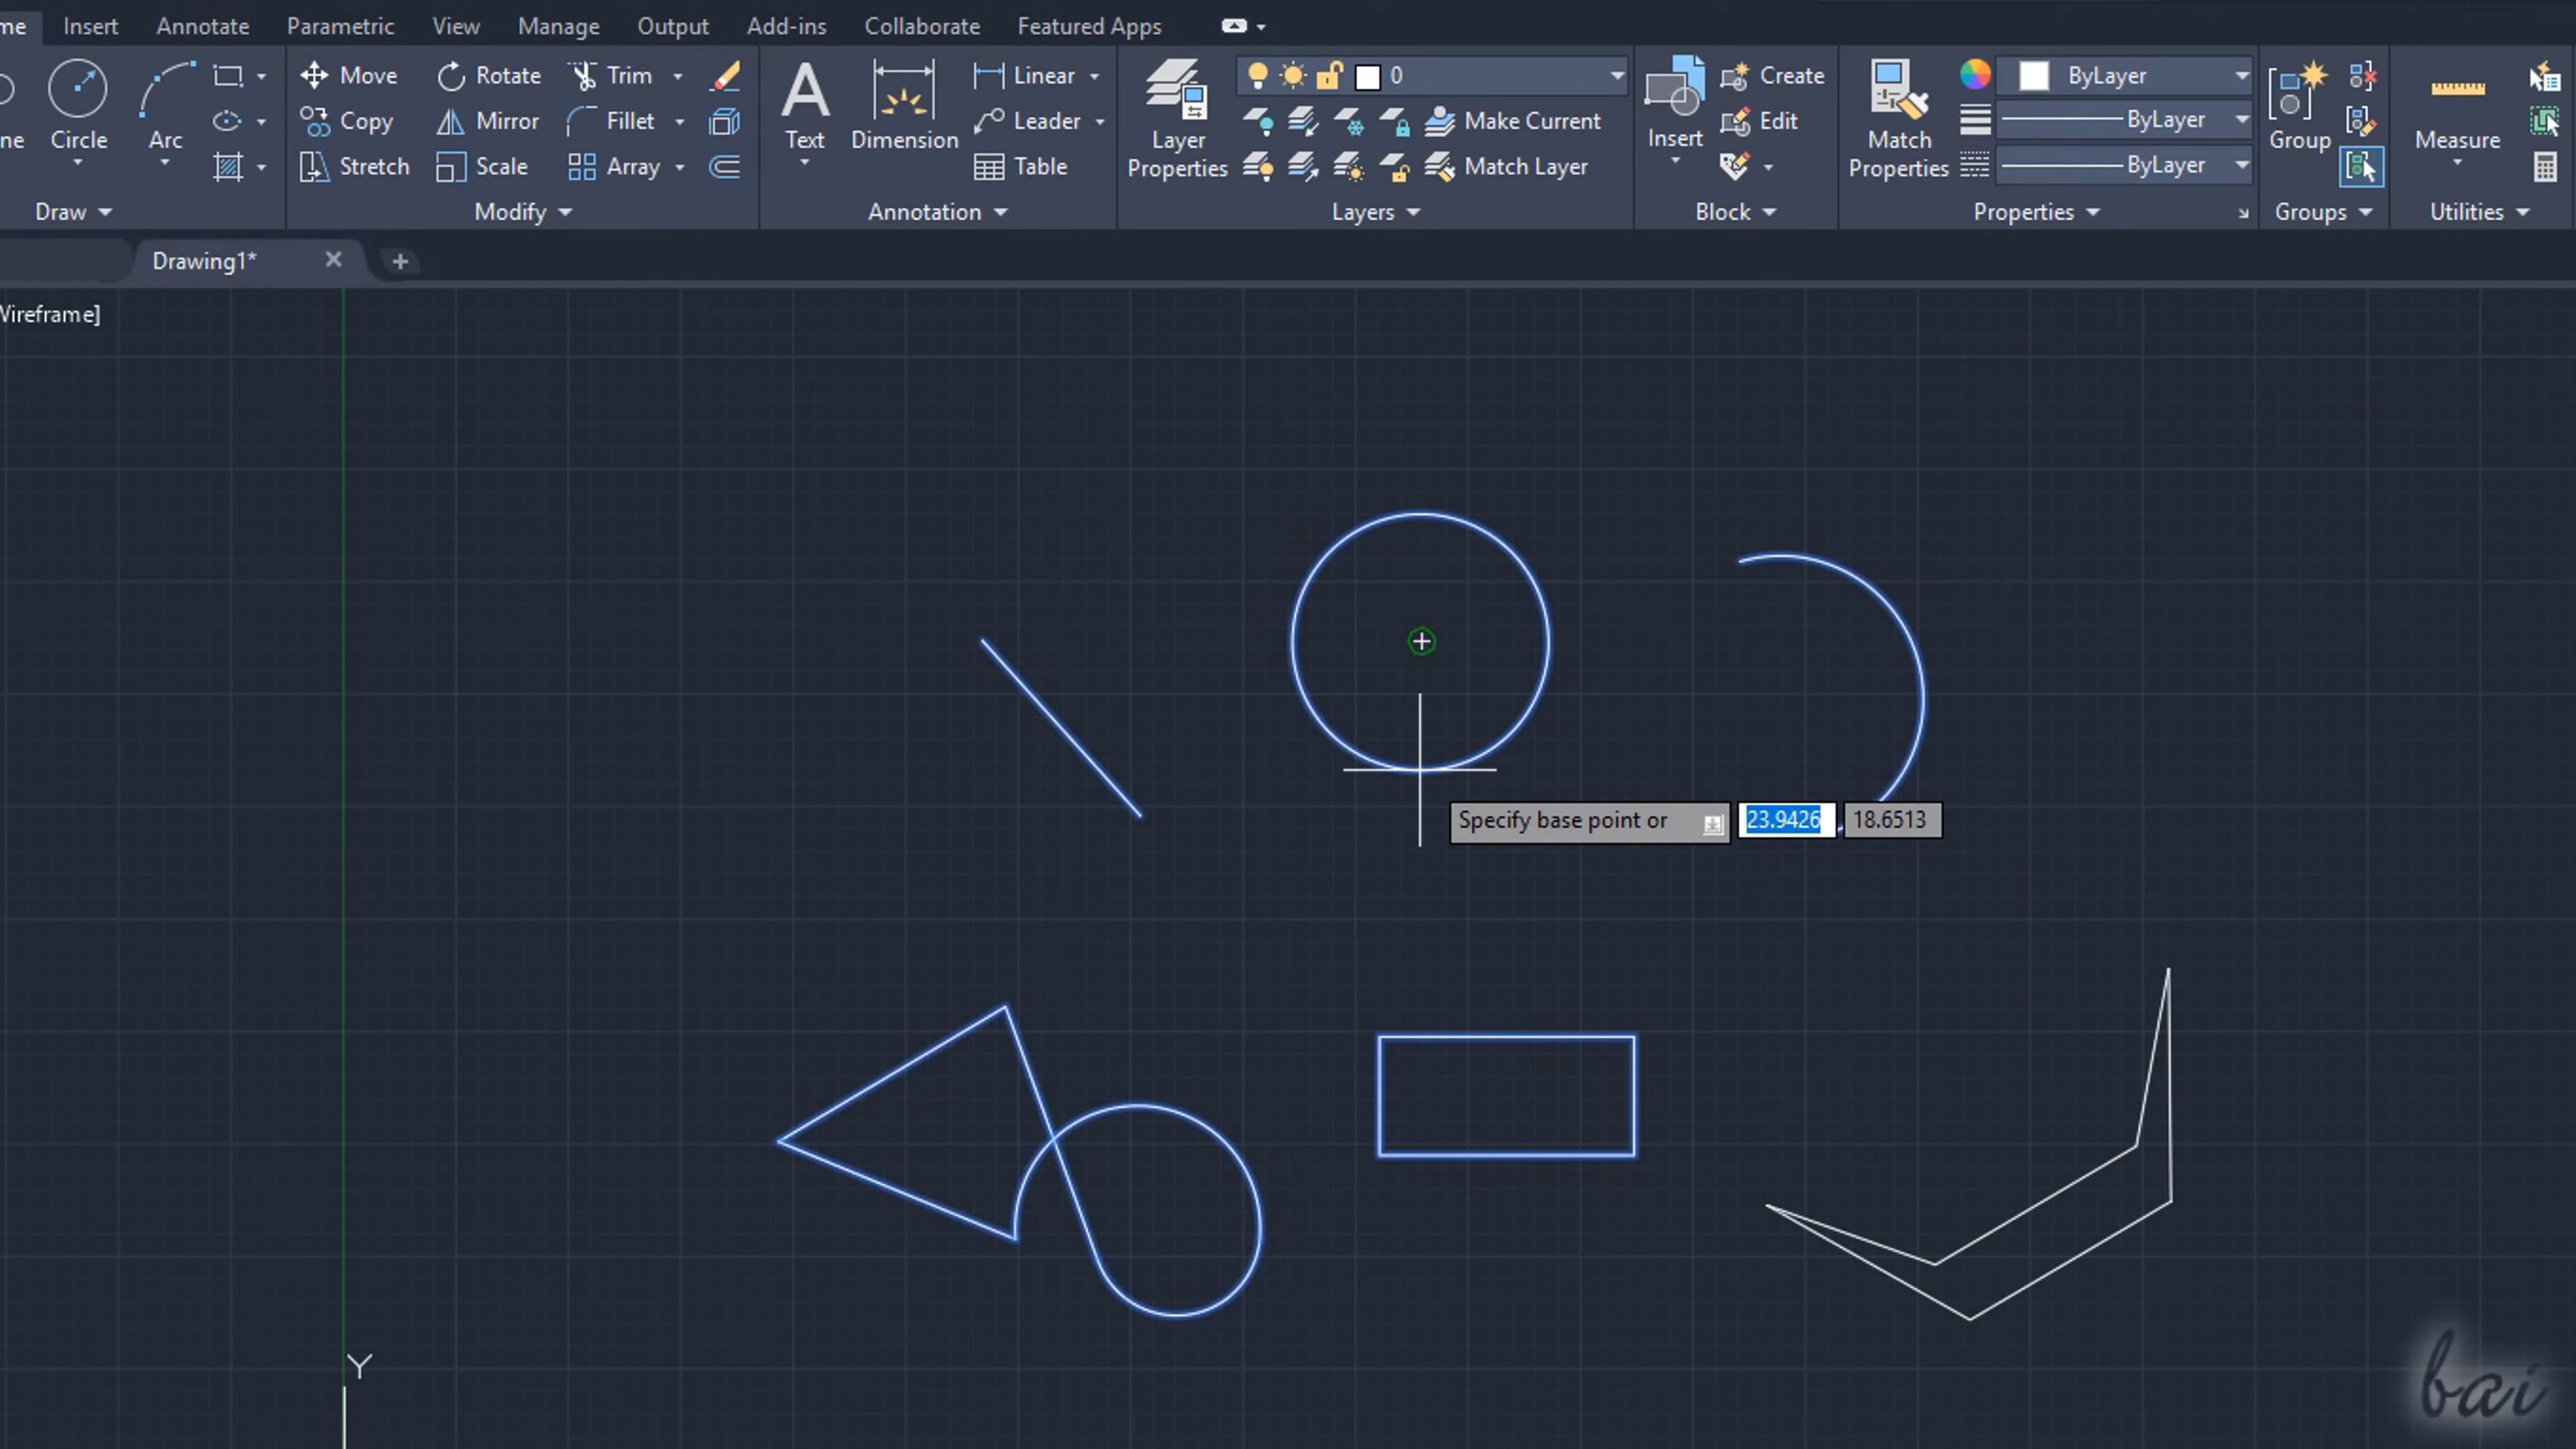 me Insert Annotate Parametric View Manage Output Add-ins Collaborate Featured Apps
Move Rotate Trim Linear 0 Create ByLayer
Copy Mirror Fillet Leader Make Current Edit ByLayer
ne Circle Arc Text Dimension Layer Properties Insert Match Properties Group Measure
Stretch Scale Array Table Match Layer ByLayer
Draw Modify Annotation Layers Block Properties Groups Utilities
Drawing1*
Wireframe]
Specify base point or 23.9426 18.6513
Y
bai